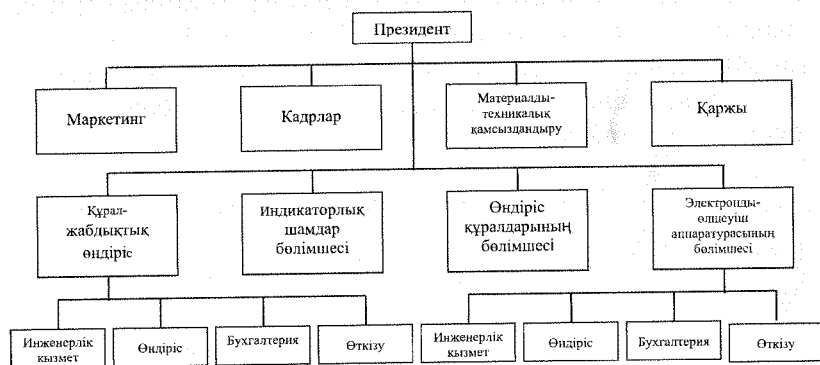 Президент
Маркетинг
Кадрлар
Материалды-
техникалық
қамсыздандыру
Қаржы
Құрал-
жабдықтық
өндіріс
Индикаторлық
шамдар
бөлімшесі
Өндіріс
құралдарының
бөлімшесі
Электронды-
өлшеуіш
аппаратурасының
бөлімшесі
Инженерлік
қызмет
Өндіріс
Бухгалтерия
Өткізу
Инженерлік
қызмет
Өндіріс
Бухгалтерия
Өткізу